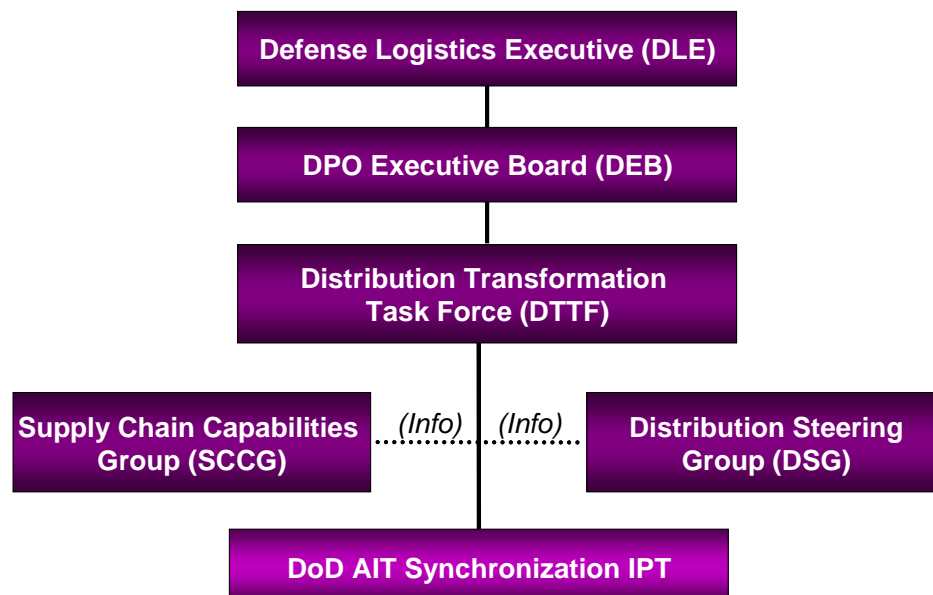 Defense Logistics Executive (DLE)
DPO Executive Board (DEB)
Distribution Transformation
Task Force (DTTF)
Supply Chain Capabilities
Group (SCCG)
(Info)
(Info)
Distribution Steering
Group (DSG)
DoD AIT Synchronization IPT